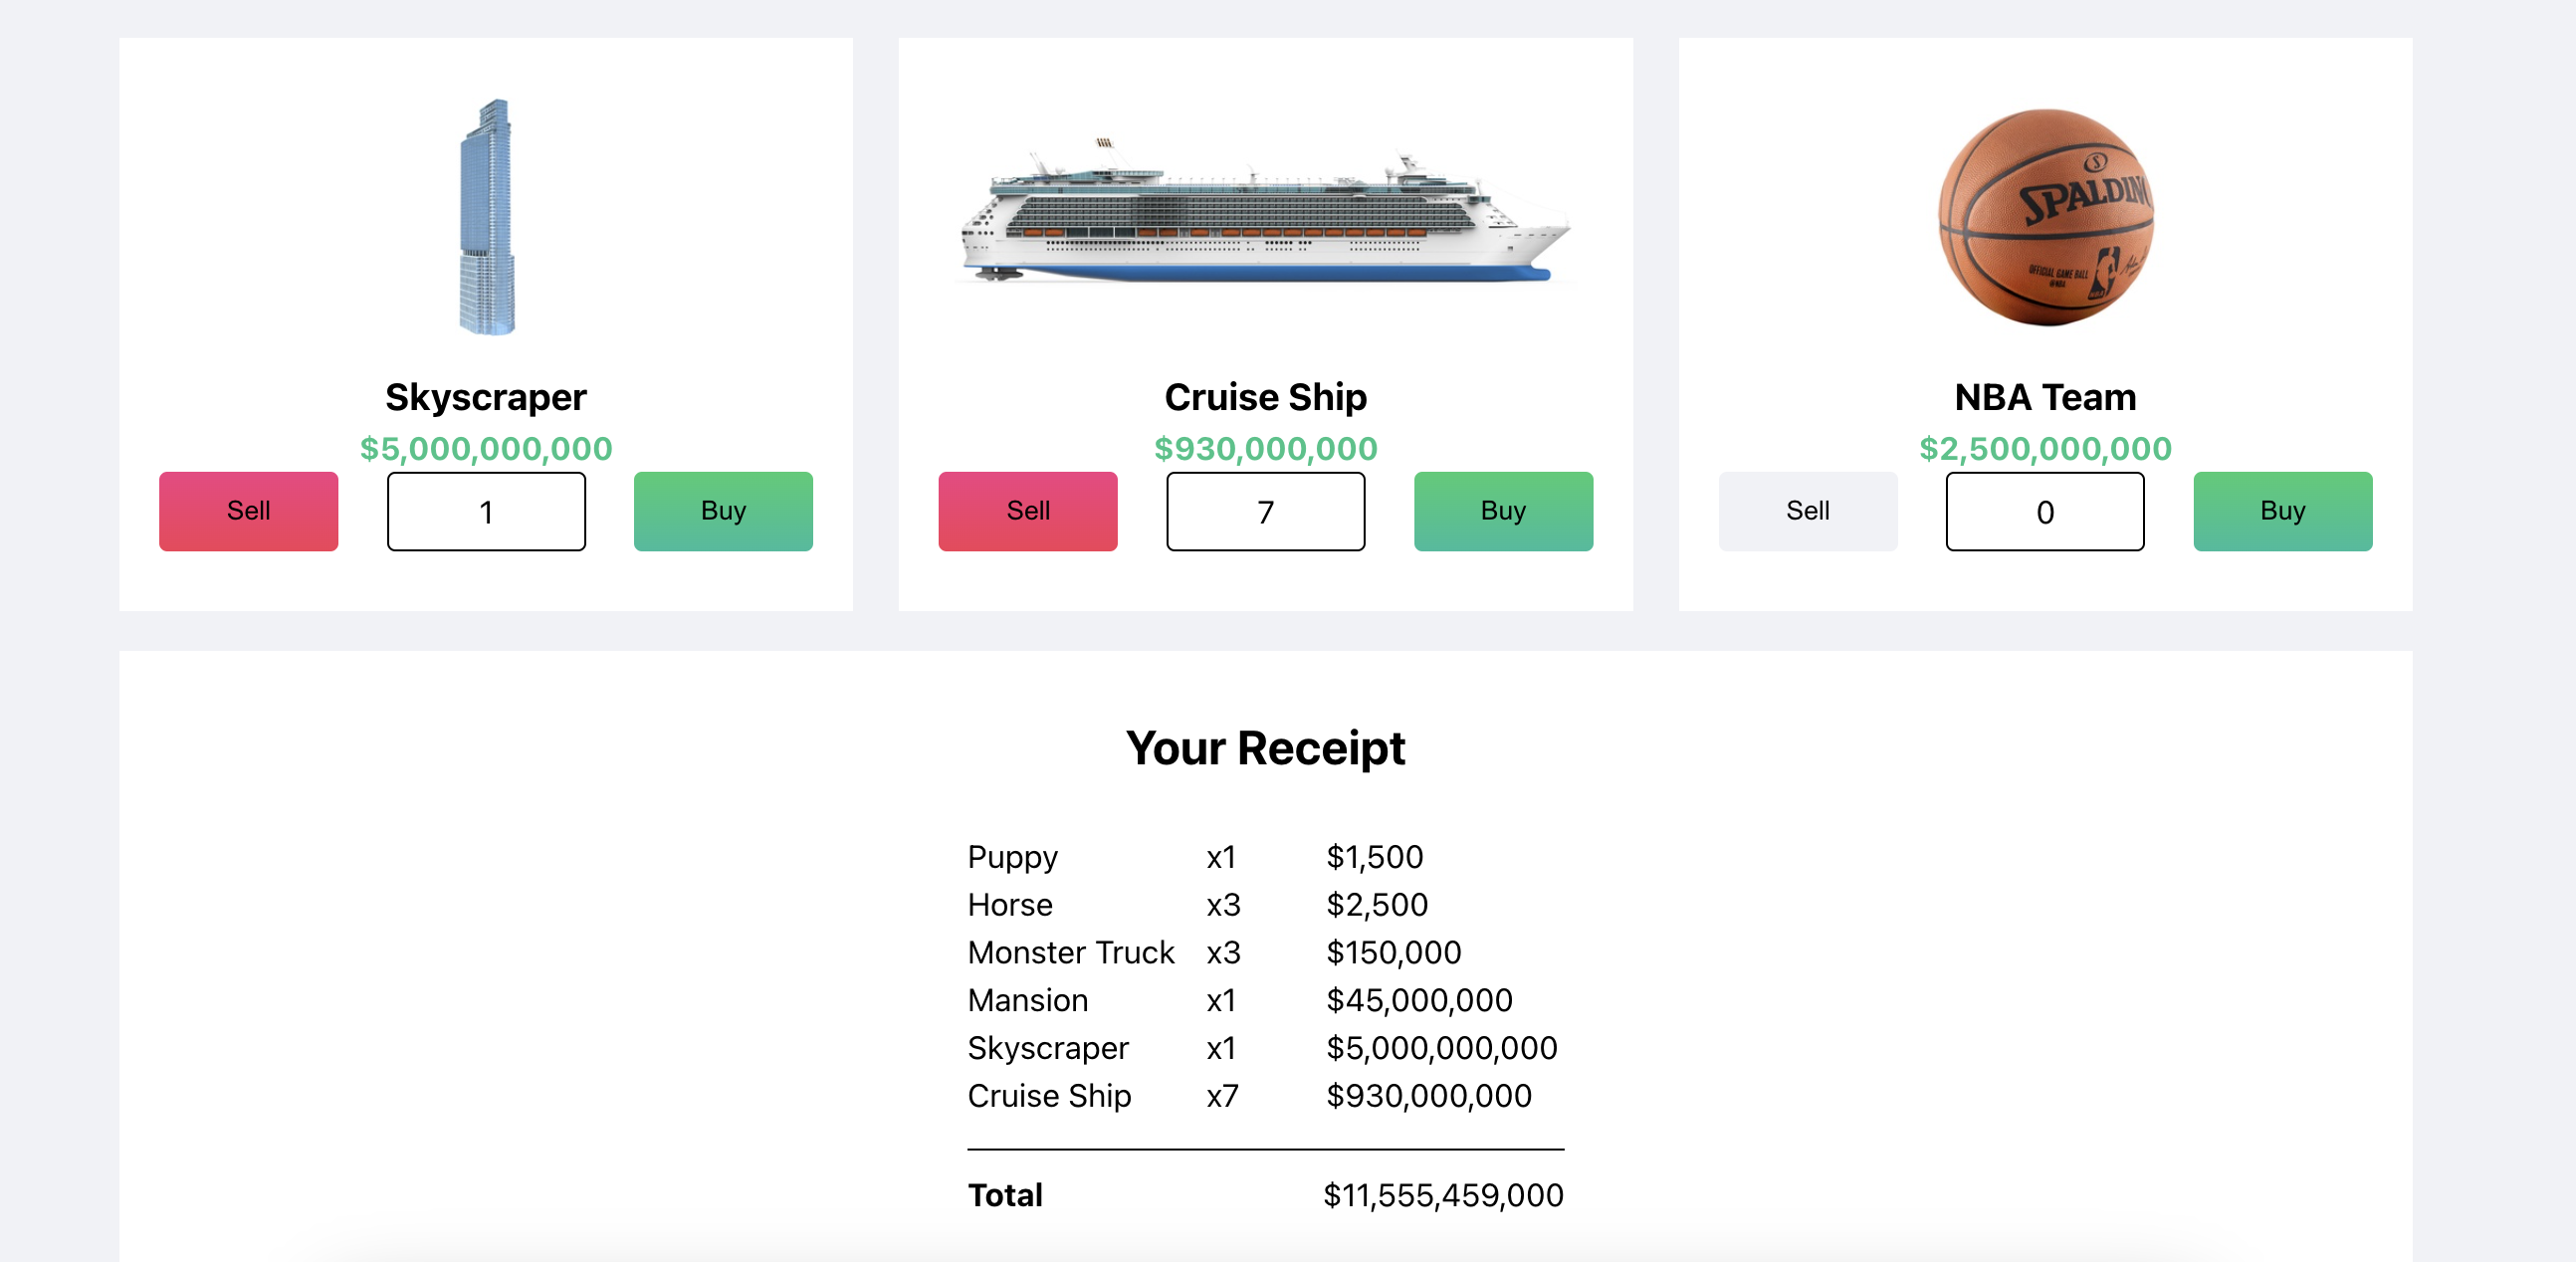 SPALDIN
OFFICIAL GAME BALL
@NBA
Skyscraper
$5,000,000,000
Sell 1 Buy
Cruise Ship
$930,000,000
Sell 7 Buy
NBA Team
$2,500,000,000
Sell 0 Buy
Your Receipt
Puppy x1 $1,500
Horse x3 $2,500
Monster Truck x3 $150,000
Mansion x1 $45,000,000
Skyscraper x1 $5,000,000,000
Cruise Ship x7 $930,000,000
Total $11,555,459,000